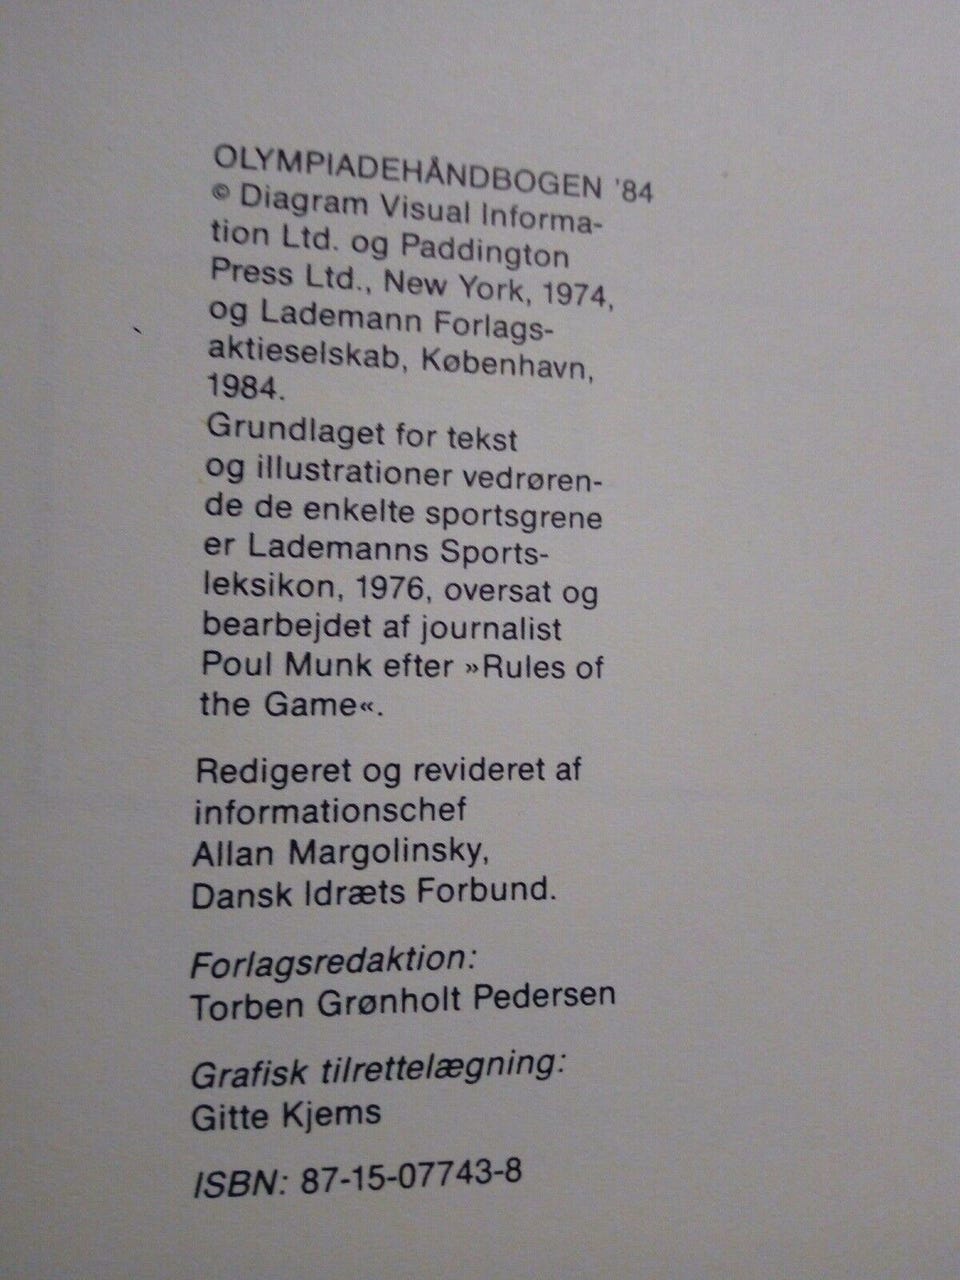 OLYMPIADEHÅNDBOGEN '84
© Diagram Visual Informa-
tion Ltd. og Paddington
Press Ltd., New York, 1974,
og Lademann Forlags-
aktieselskab, København,
1984.
Grundlaget for tekst
og illustrationer vedrøren-
de de enkelte sportsgrene
er Lademanns Sports-
leksikon, 1976, oversat og
bearbejdet af journalist
Poul Munk efter »Rules of
the Game«.
Redigeret og revideret af
informationschef
Allan Margolinsky,
Dansk Idræts Forbund.
Forlagsredaktion:
Torben Grønholt Pedersen
Grafisk tilrettelægning:
Gitte Kjems
ISBN: 87-15-07743-8